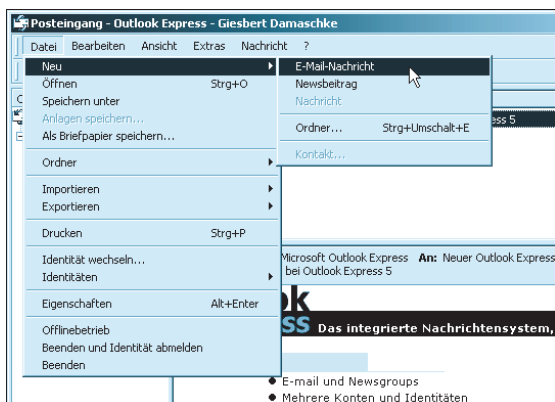 Posteingang - Outlook Express - Giesbert Damaschke
Datei Bearbeiten Ansicht Extras Nachricht ?
Neu
Öffnen Strg+O
Speichern unter
Anlagen speichern...
Als Briefpapier speichern...
Ordner
Importieren
Exportieren
Drucken Strg+P
Identität wechseln...
Identitäten
Eigenschaften Alt+Enter
Offlinebetrieb
Beenden und Identität abmelden
Beenden
E-Mail-Nachricht
Newsbeitrag
Nachricht
Ordner... Strg+Umschalt+E
Kontakt...
ess 5
Microsoft Outlook Express An: Neuer Outlook Express
bei Outlook Express 5
ok
ss Das integrierte Nachrichtensystem,
E-mail und Newsgroups
Mehrere Konten und Identitäten